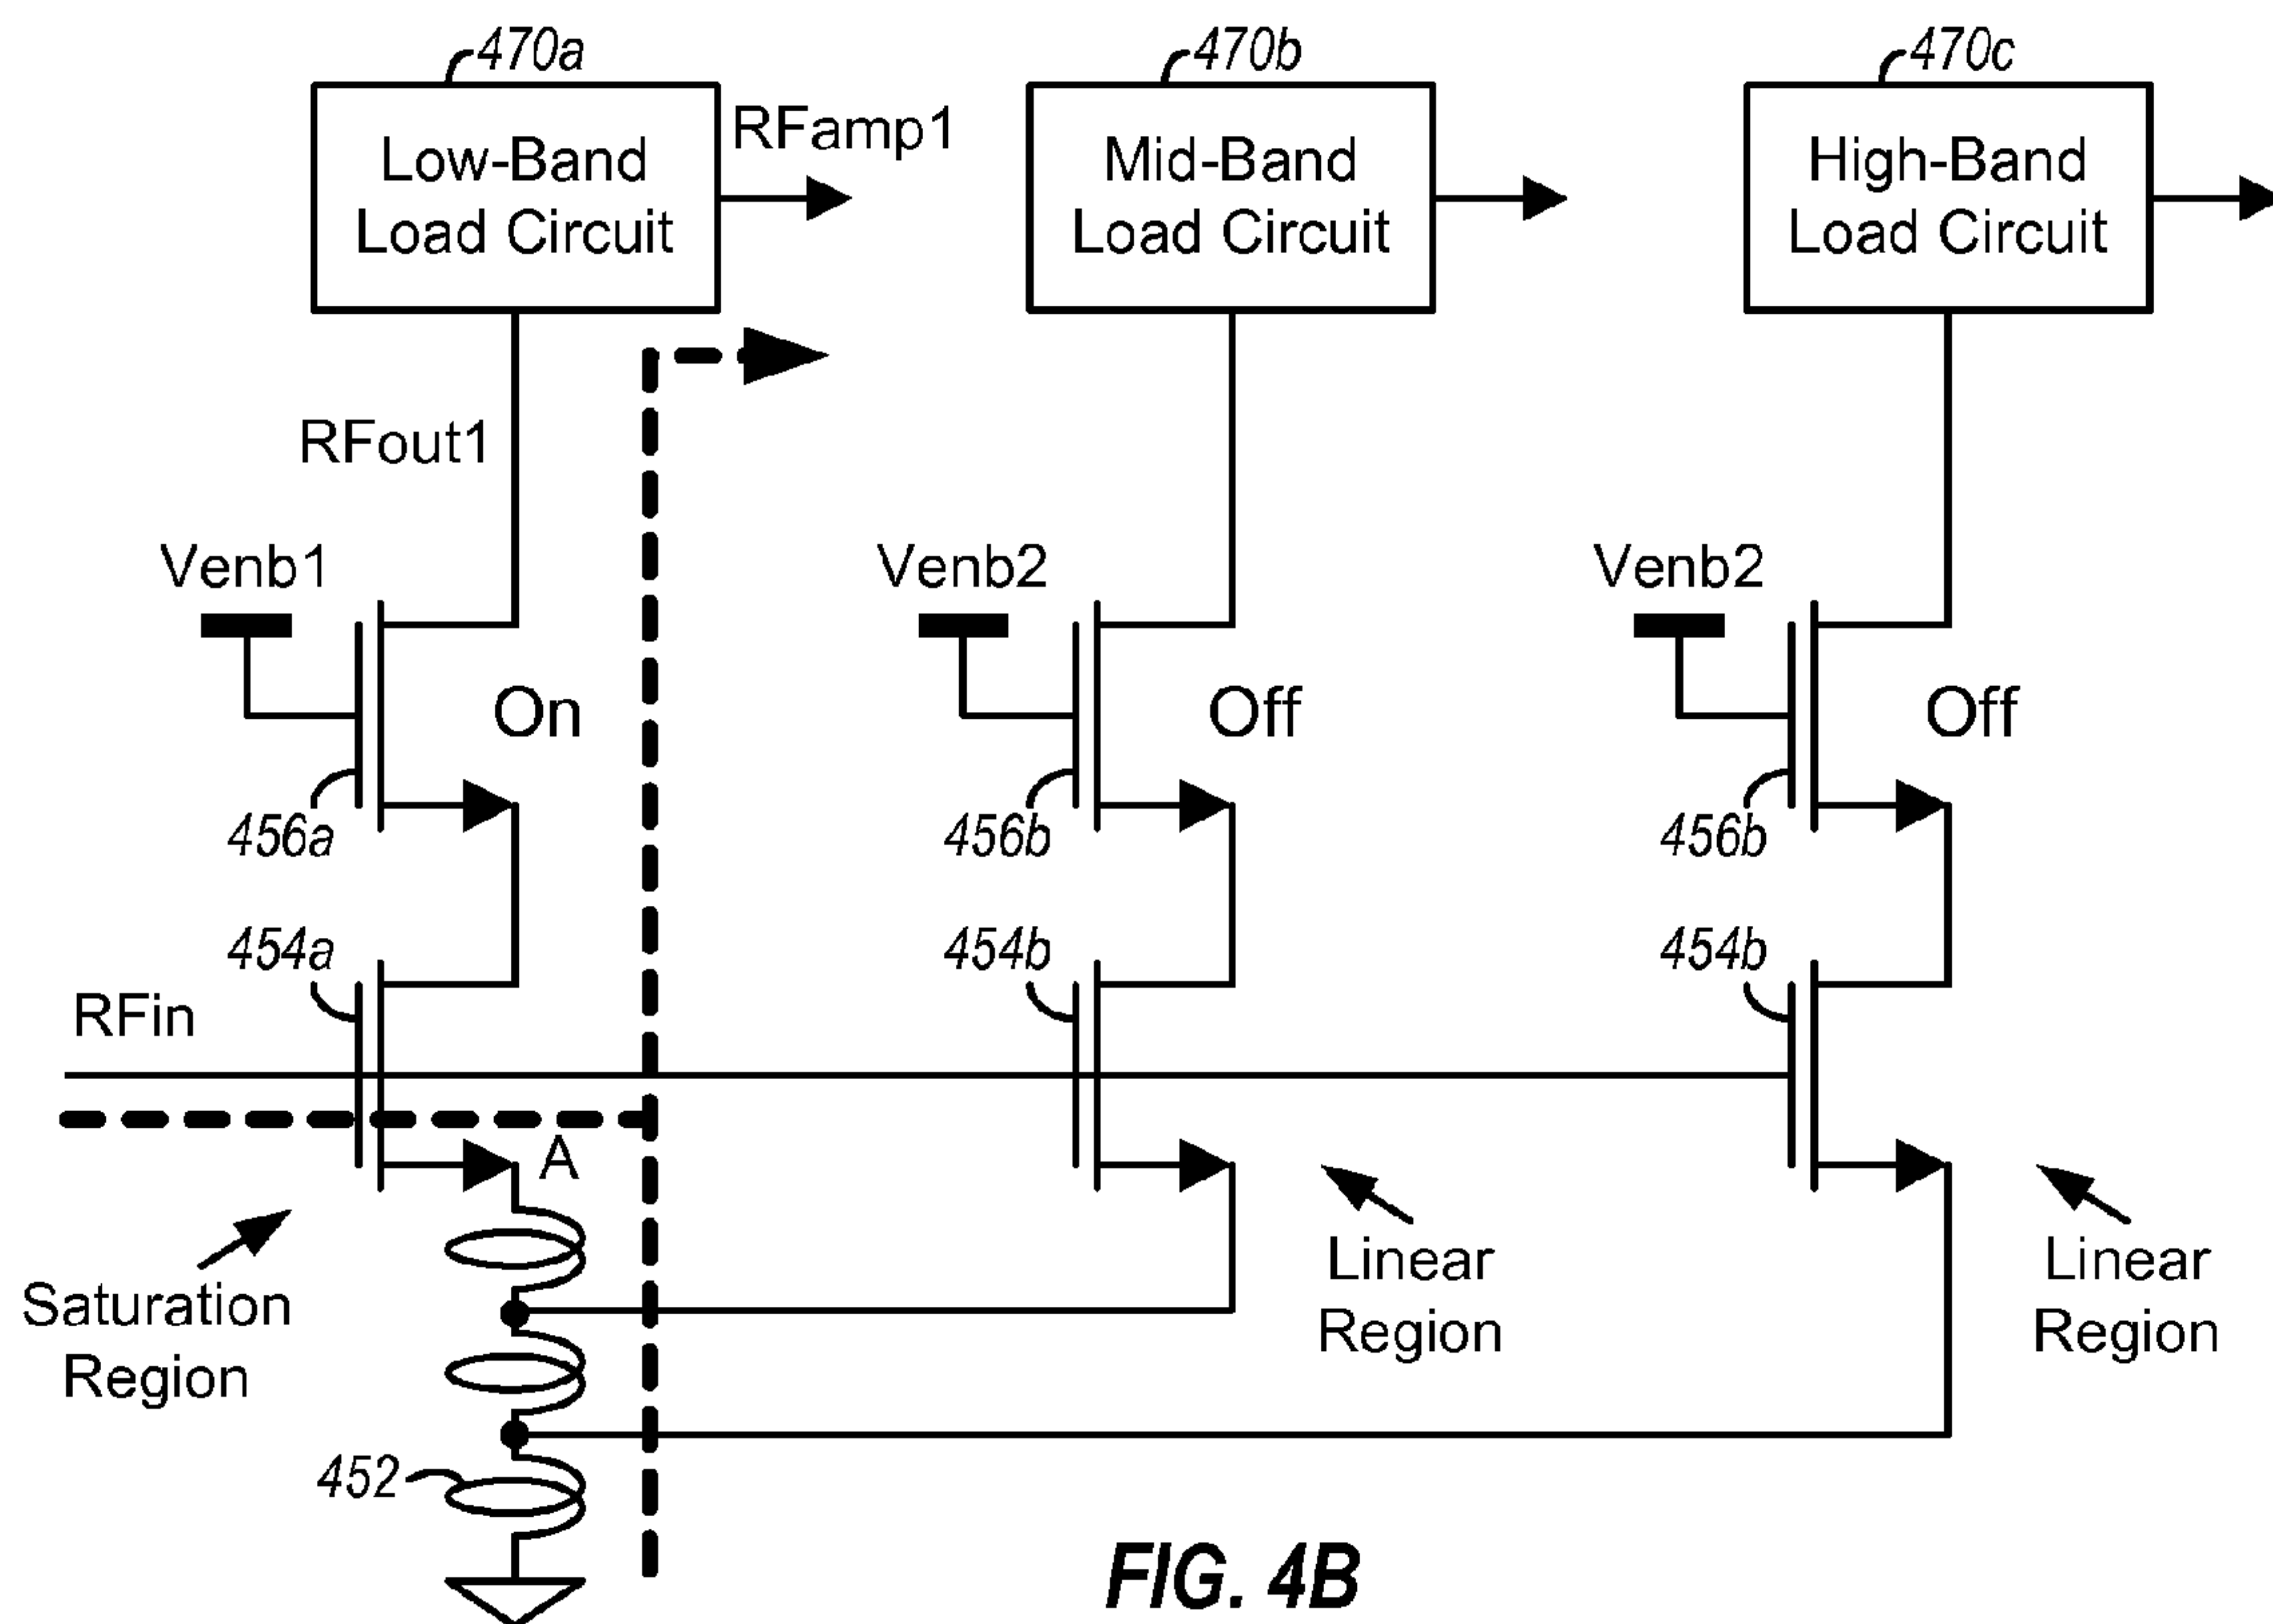 470a
470b
470c
Low-Band
Load Circuit
RFamp1
Mid-Band
Load Circuit
High-Band
Load Circuit
RFout1
Venb1
Venb2
Venb2
On
Off
Off
456a
456b
456b
454a
454b
454b
RFin
A
Saturation
Region
Linear
Region
Linear
Region
452
FIG. 4B